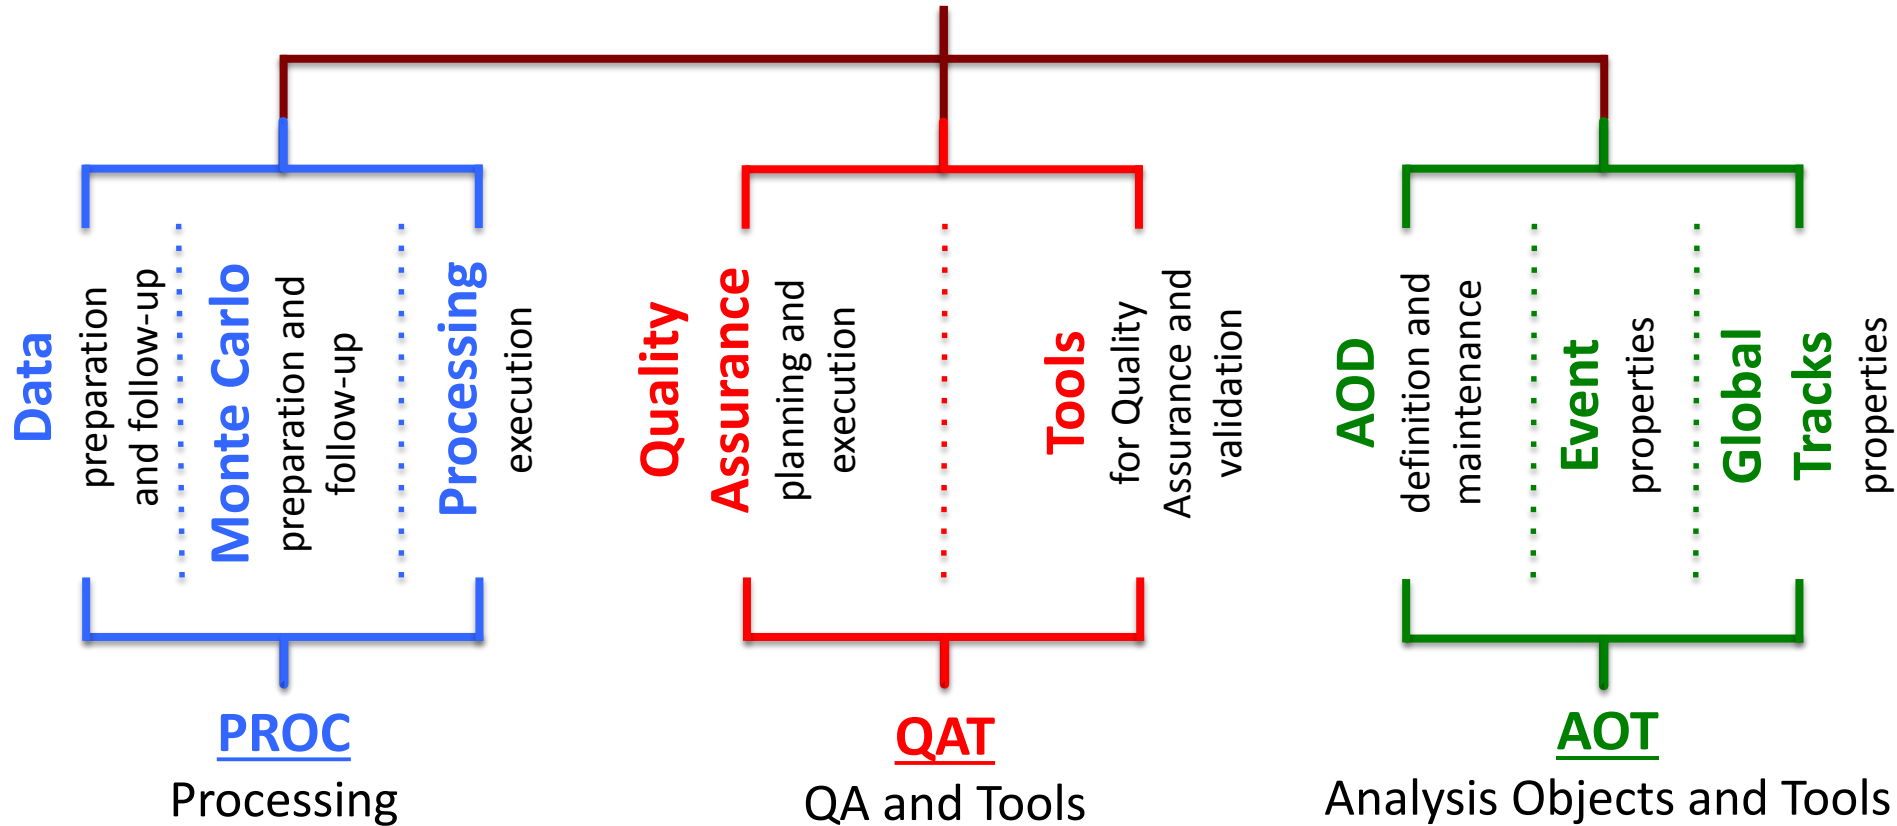 Data
preparation
and follow-up
Monte Carlo
preparation and
follow-up
Processing
execution
Quality
Assurance
planning and
execution
Tools
for Quality
Assurance and
validation
AOD
definition and
maintenance
Event
properties
Global
Tracks
properties
PROC
Processing
QAT
QA and Tools
AOT
Analysis Objects and Tools